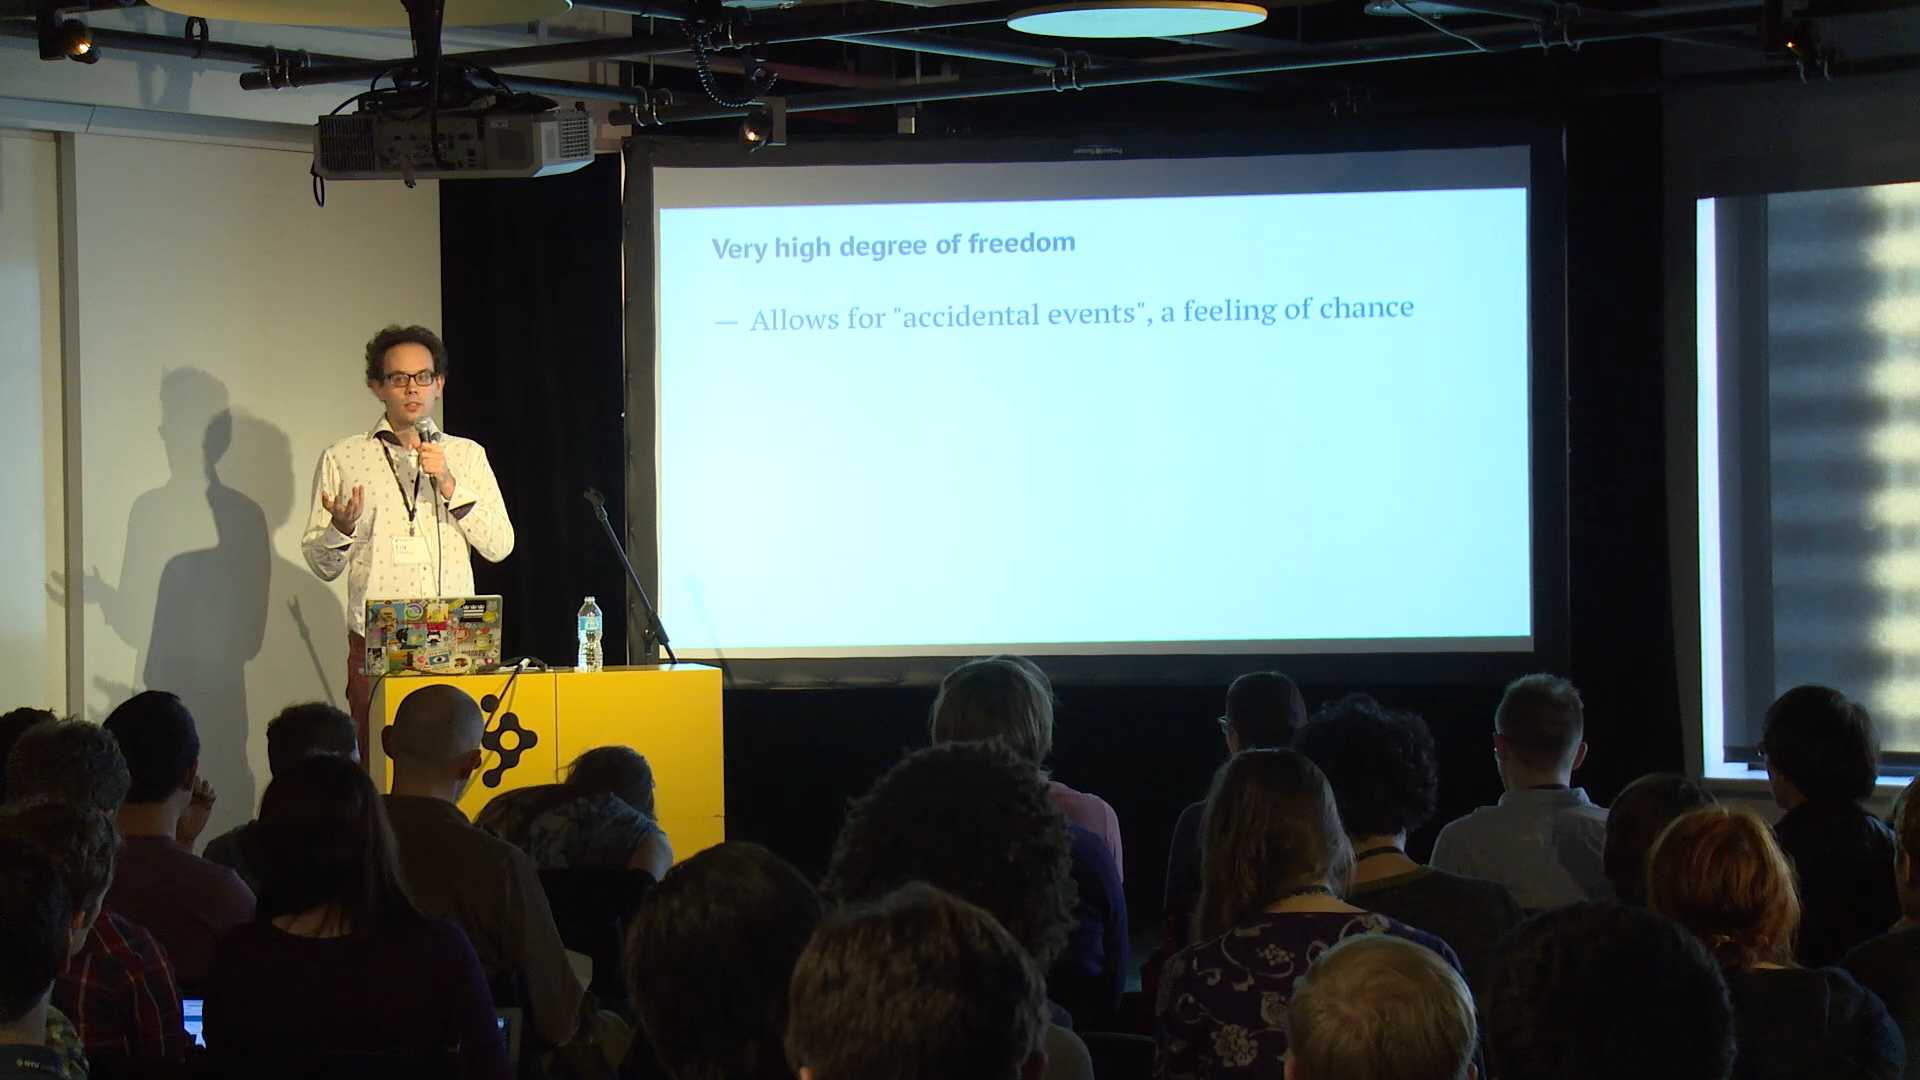 Very high degree of freedom
— Allows for "accidental events", a feeling of chance